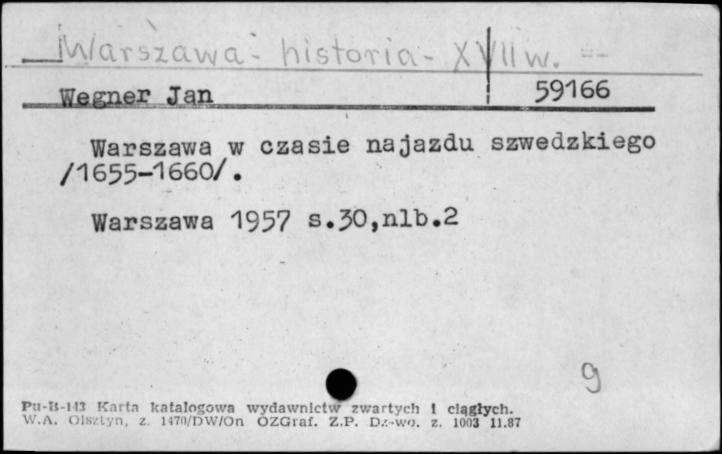 Warszawa - historia - XVII w.
Wegner Jan 59166
Warszawa w czasie najazdu szwedzkiego
/1655-1660/.
Warszawa 1957 s.30,nlb.2
g
Pu-B-143 Karta katalogowa wydawnictw zwartych i ciągłych.
W.A. Olsztyn, z. 1470/DW/On OZGraf. Z.P. Dz-wo. z. 1003 11.87